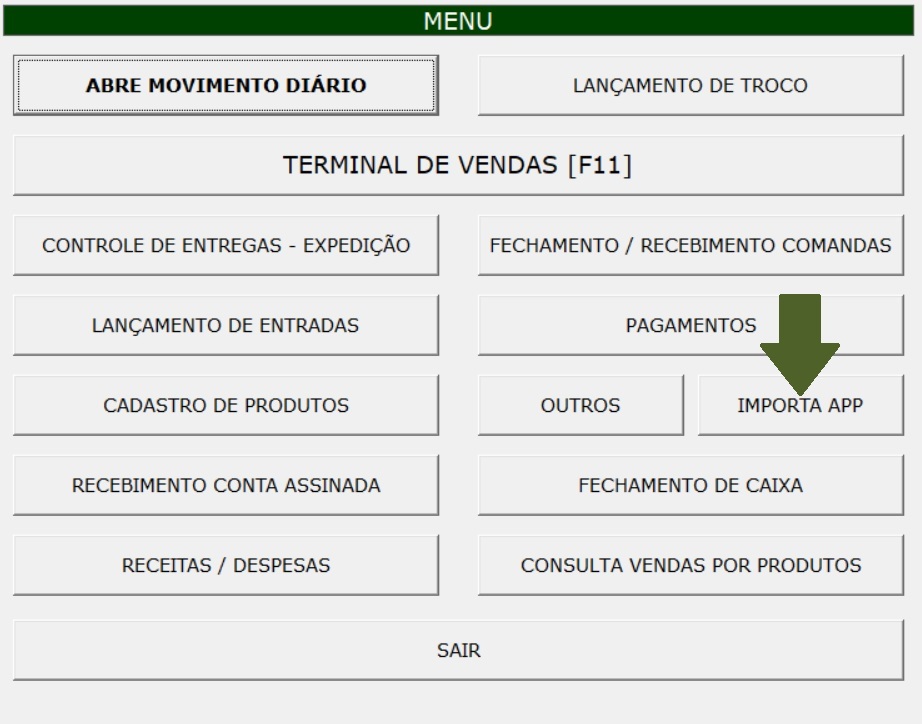 MENU
ABRE MOVIMENTO DIÁRIO
LANÇAMENTO DE TROCO
TERMINAL DE VENDAS [F11]
CONTROLE DE ENTREGAS - EXPEDIÇÃO
FECHAMENTO / RECEBIMENTO COMANDAS
LANÇAMENTO DE ENTRADAS
PAGAMENTOS
CADASTRO DE PRODUTOS
OUTROS
IMPORTA APP
RECEBIMENTO CONTA ASSINADA
FECHAMENTO DE CAIXA
RECEITAS / DESPESAS
CONSULTA VENDAS POR PRODUTOS
SAIR